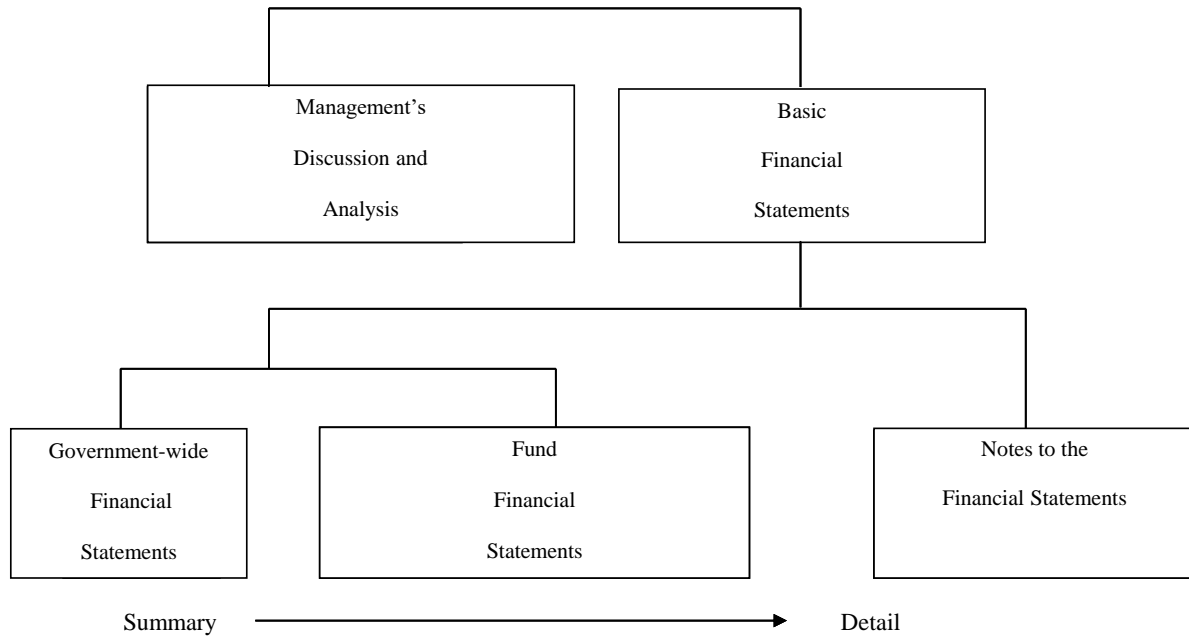 Management’s
Discussion and
Analysis
Basic
Financial
Statements
Government-wide
Financial
Statements
Fund
Financial
Statements
Notes to the
Financial Statements
Summary
Detail